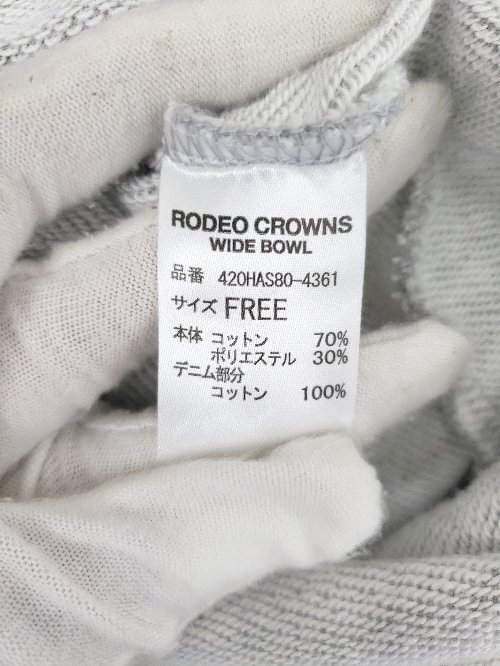 RODEO CROWNS
WIDE BOWL
品番 420HAS80-4361
サイズ FREE
本体 コットン 70%
ポリエステル 30%
デニム部分
コットン 100%